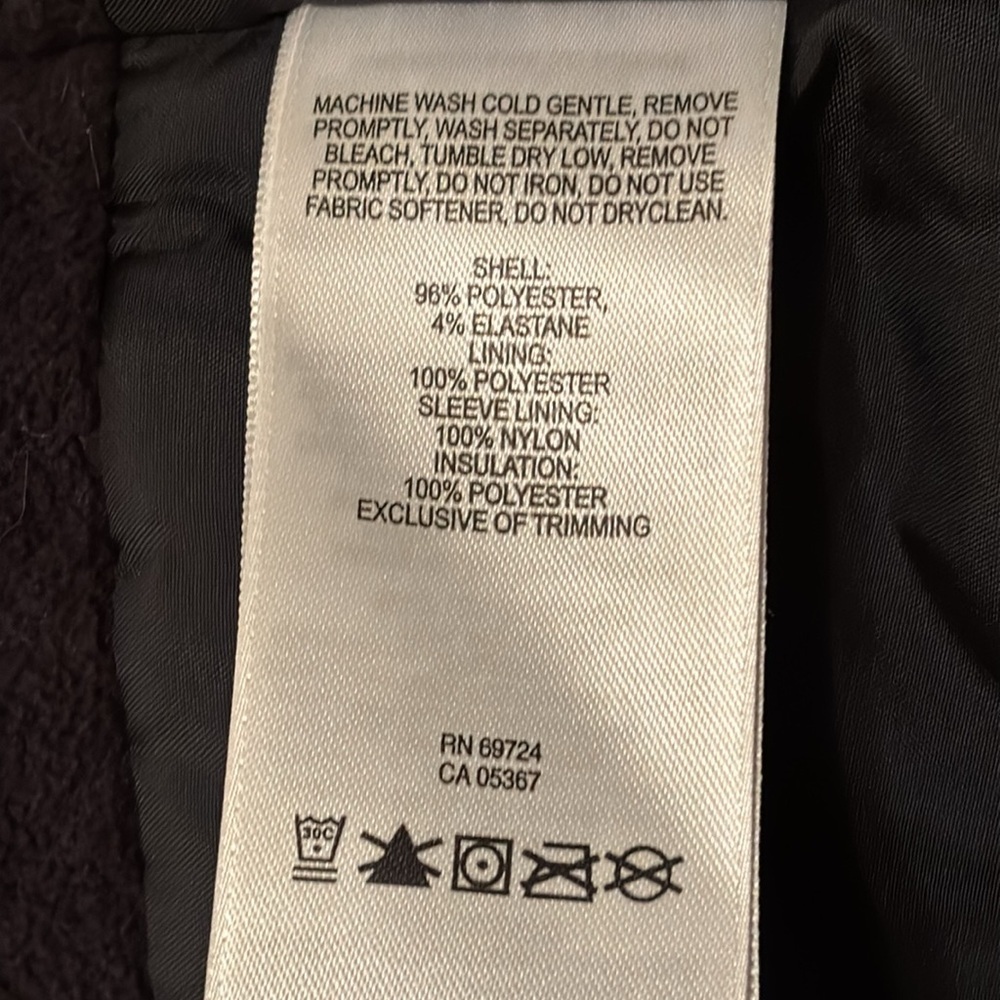 MACHINE WASH COLD GENTLE, REMOVE
PROMPTLY, WASH SEPARATELY, DO NOT
BLEACH, TUMBLE DRY LOW, REMOVE
PROMPTLY, DO NOT IRON, DO NOT USE
FABRIC SOFTENER, DO NOT DRYCLEAN.
SHELL:
96% POLYESTER,
4% ELASTANE
LINING:
100% POLYESTER
SLEEVE LINING:
100% NYLON
INSULATION:
100% POLYESTER
EXCLUSIVE OF TRIMMING
RN 69724
CA 05367
30C